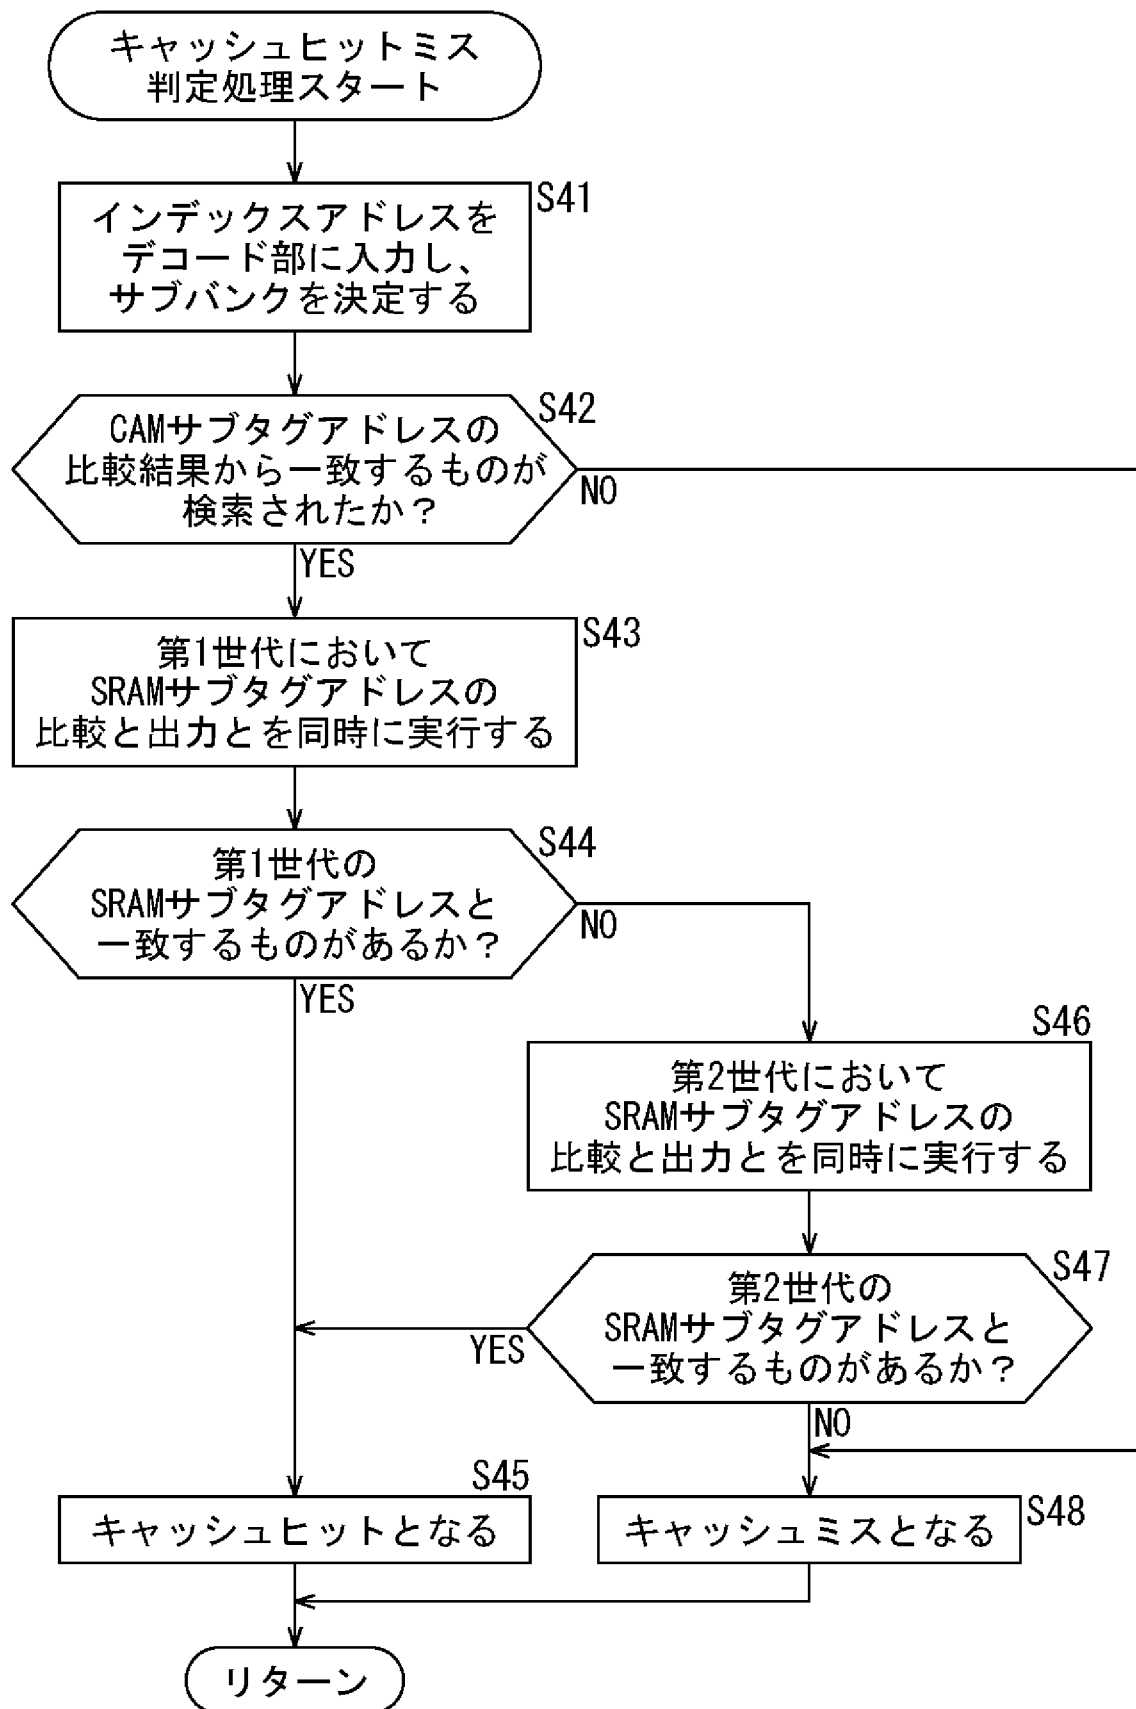 キャッシュヒットミス
判定処理スタート
S41
インデックスアドレスを
デコード部に入力し、
サブバンクを決定する
S42
CAMサブタグアドレスの
比較結果から一致するものが
検索されたか？
NO
YES
S43
第1世代において
SRAMサブタグアドレスの
比較と出力とを同時に実行する
S44
第1世代の
SRAMサブタグアドレスと
一致するものがあるか？
NO
YES
S46
第2世代において
SRAMサブタグアドレスの
比較と出力とを同時に実行する
S47
第2世代の
SRAMサブタグアドレスと
一致するものがあるか？
YES
NO
S45
キャッシュヒットとなる
S48
キャッシュミスとなる
リターン